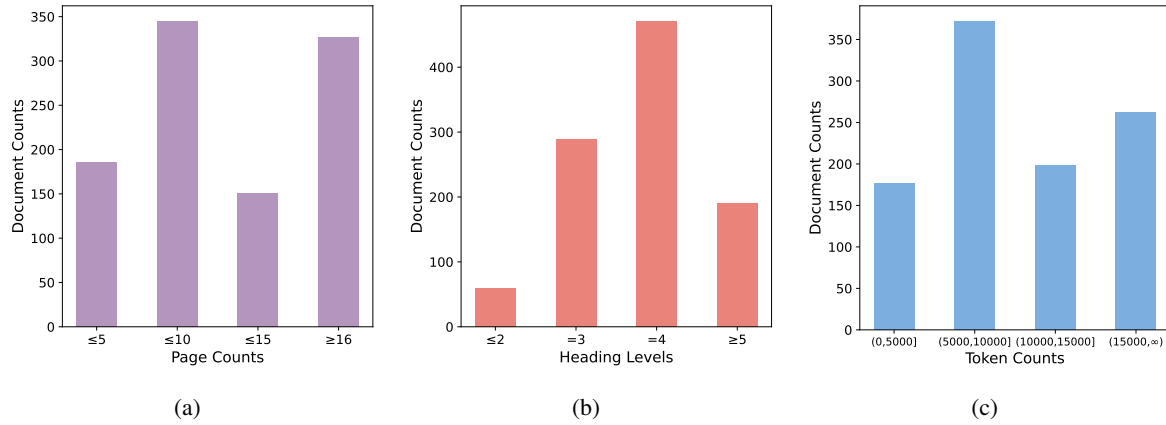 350
300
250
200
150
100
50
0
Document Counts
≤5 ≤10 ≤15 ≥16
Page Counts
(a)
400
300
200
100
0
Document Counts
≤2 =3 =4 ≥5
Heading Levels
(b)
350
300
250
200
150
100
50
0
Document Counts
(0,5000] (5000,10000] (10000,15000] (15000,∞)
Token Counts
(c)